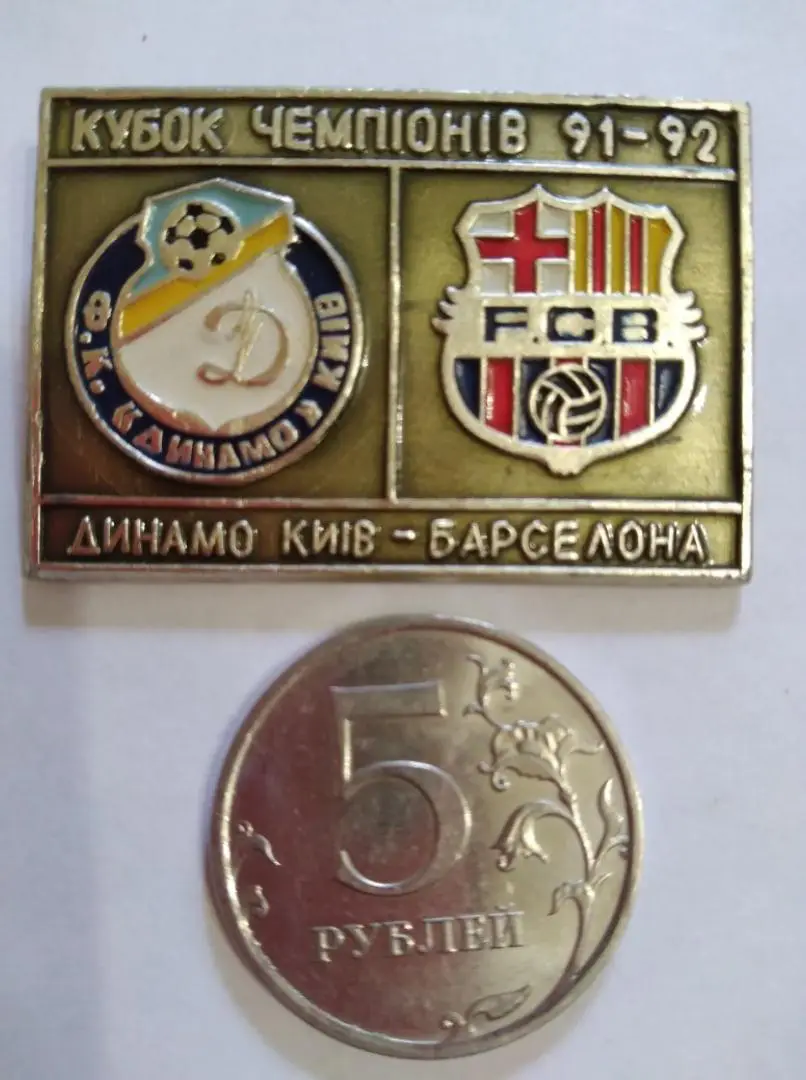 КУБОК ЧЕМПІОНІВ 91-92
Ф.К. «ДИНАМО» КИЇВ
Д
F.C.B.
ДИНАМО КИЇВ - БАРСЕЛОНА
5
РУБЛЕЙ